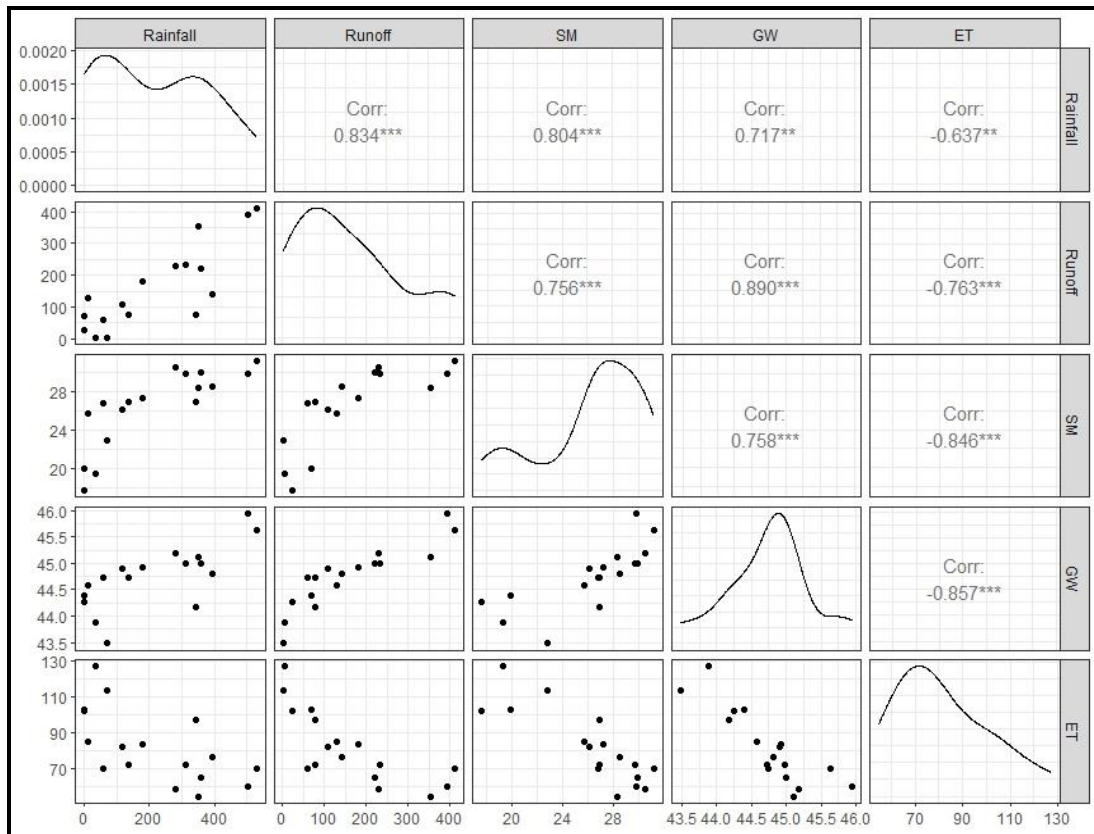 Rainfall Runoff SM GW ET
0.0020
0.0015
0.0010
0.0005
0.0000
Corr:
0.834***
Corr:
0.804***
Corr:
0.717**
Corr:
-0.637**
Rainfall
400
300
200
100
0
Corr:
0.756***
Corr:
0.890***
Corr:
-0.763***
Runoff
28
24
20
Corr:
0.758***
Corr:
-0.846***
SM
46.0
45.5
45.0
44.5
44.0
43.5
Corr:
-0.857***
GW
130
110
90
70
ET
0 200 400 0 100 200 300 400 20 24 28 43.5 44.0 44.5 45.0 45.5 46.0 70 90 110 130